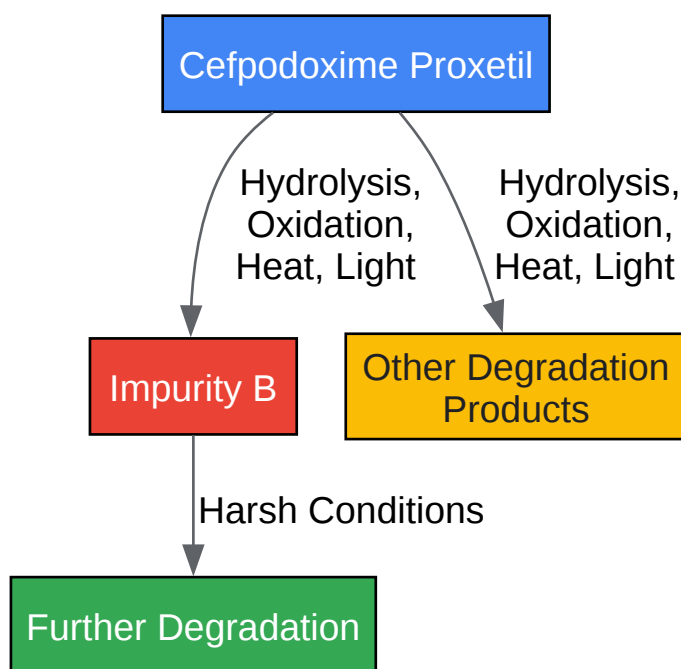 Cefpodoxime Proxetil
Hydrolysis,
Oxidation,
Heat, Light
Hydrolysis,
Oxidation,
Heat, Light
Impurity B
Other Degradation
Products
Harsh Conditions
Further Degradation